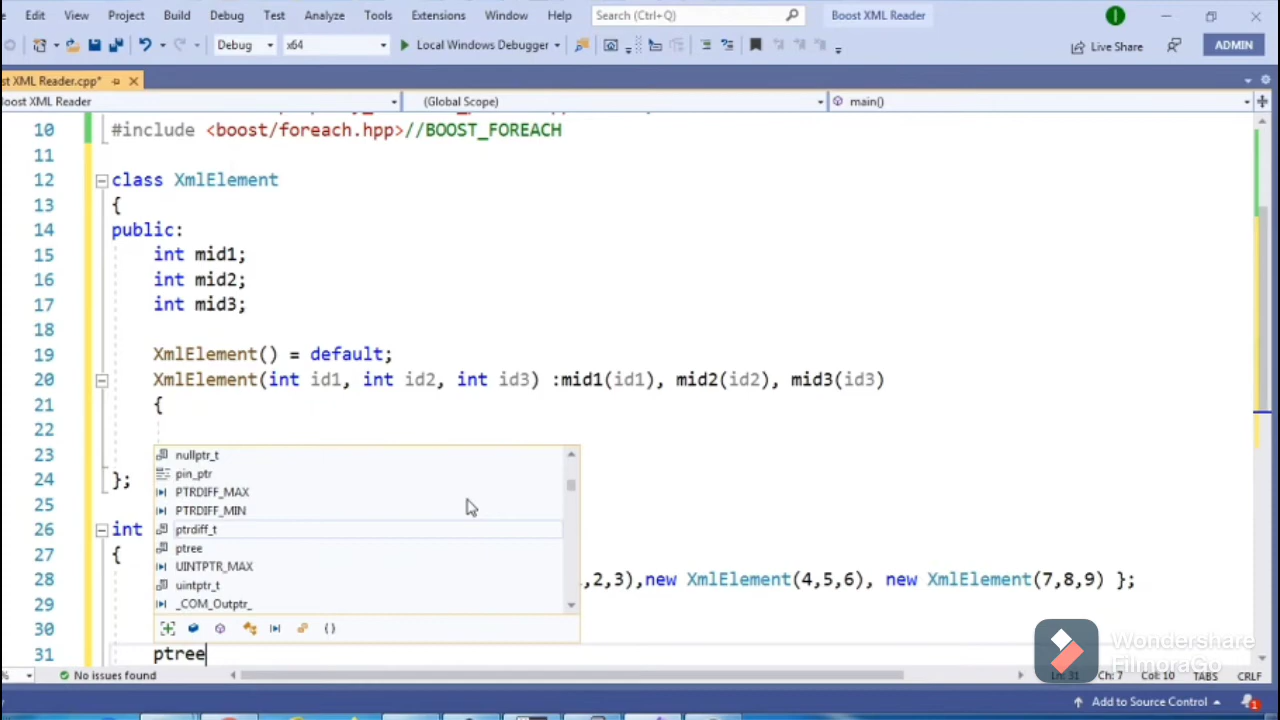 Edit View Project Build Debug Test Analyze Tools Extensions Window Help Search (Ctrl+Q) Boost XML Reader
Debug x64 Local Windows Debugger Live Share ADMIN
st XML Reader.cpp*
Boost XML Reader (Global Scope) main()
10 #include <boost/foreach.hpp>//BOOST_FOREACH
11
12 class XmlElement
13 {
14 public:
15 int mid1;
16 int mid2;
17 int mid3;
18
19 XmlElement() = default;
20 XmlElement(int id1, int id2, int id3) :mid1(id1), mid2(id2), mid3(id3)
21 {
22
23
24 };
25
26 int
27 {
28 ,2,3),new XmlElement(4,5,6), new XmlElement(7,8,9) };
29
30
31 ptree
nullptr_t
pin_ptr
PTRDIFF_MAX
PTRDIFF_MIN
ptrdiff_t
ptree
UINTPTR_MAX
uintptr_t
_COM_Outptr_
Wondershare
FilmoraGo
% No issues found Ln: 31 Ch: 7 Col: 10 TABS CRLF
Add to Source Control 1